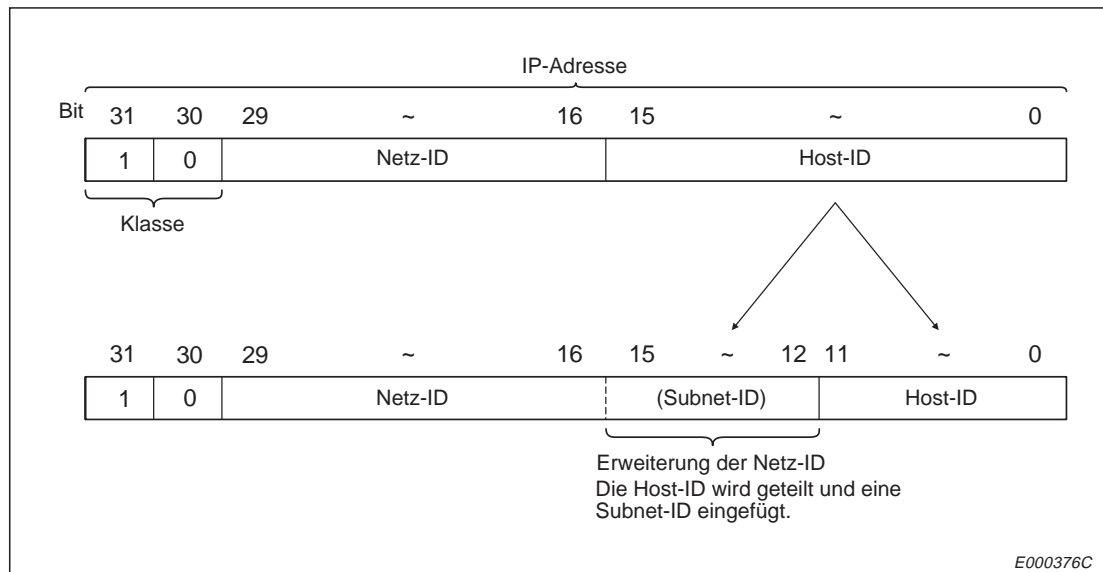 IP-Adresse
Bit 31 30 29 ~ 16 15 ~ 0
1 0 Netz-ID Host-ID
Klasse
31 30 29 ~ 16 15 ~ 12 11 ~ 0
1 0 Netz-ID (Subnet-ID) Host-ID
Erweiterung der Netz-ID
Die Host-ID wird geteilt und eine
Subnet-ID eingefügt.
E000376C